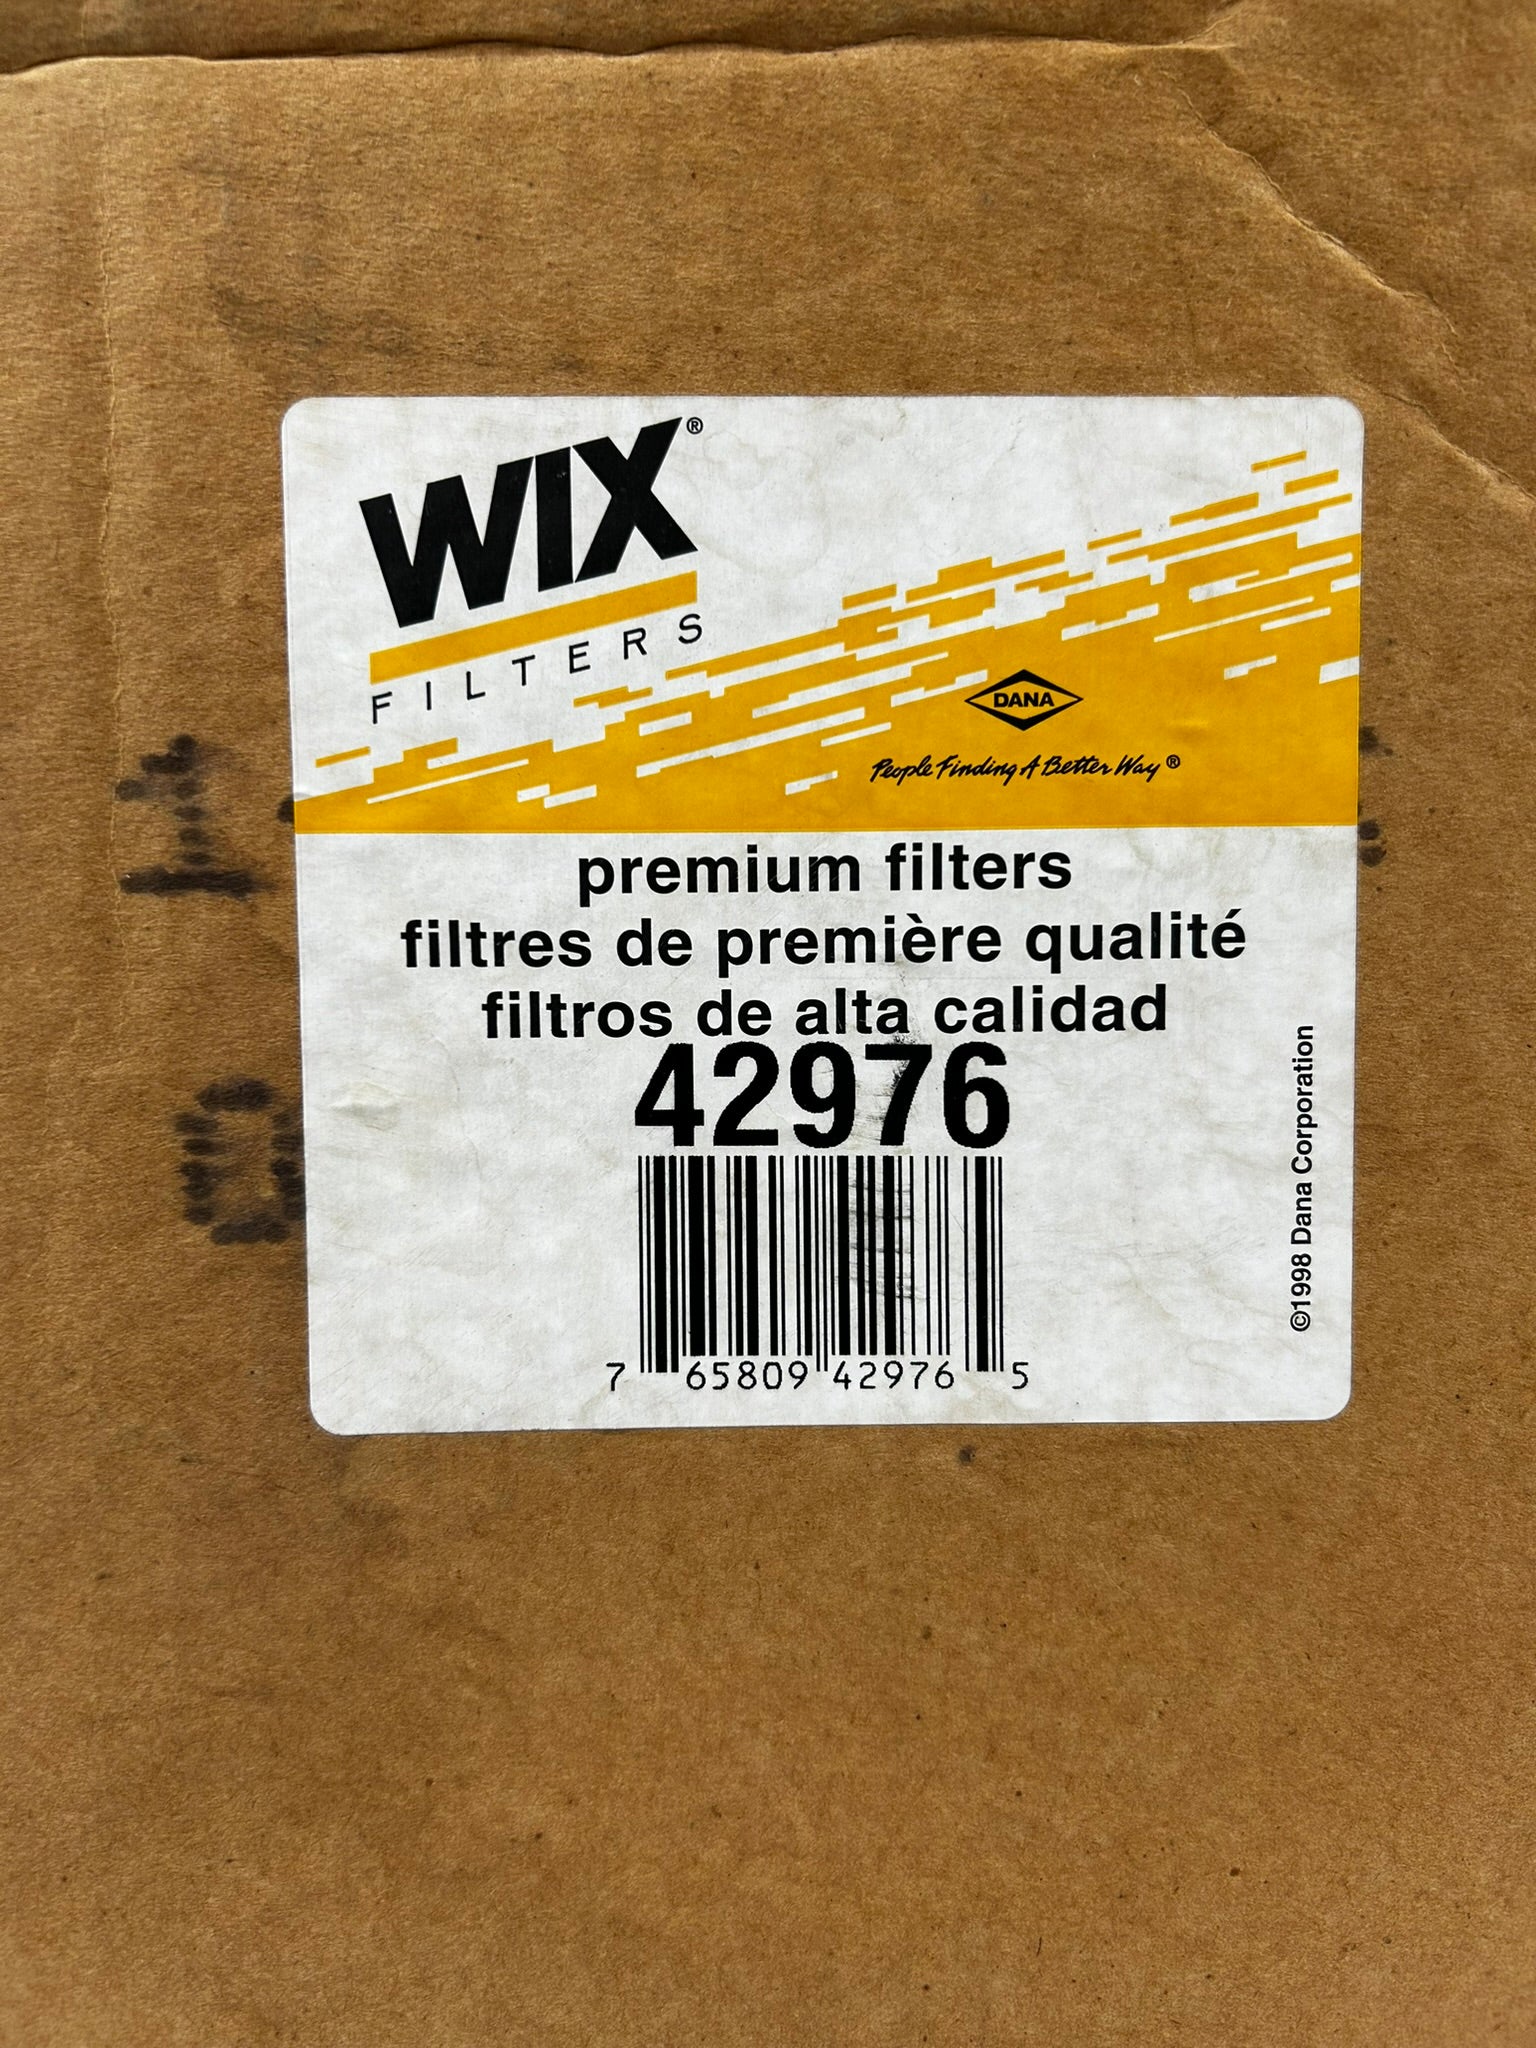 WIX®
FILTERS
DANA
People Finding A Better Way®
premium filters
filtres de première qualité
filtros de alta calidad
42976
7 65809 42976 5
©1998 Dana Corporation